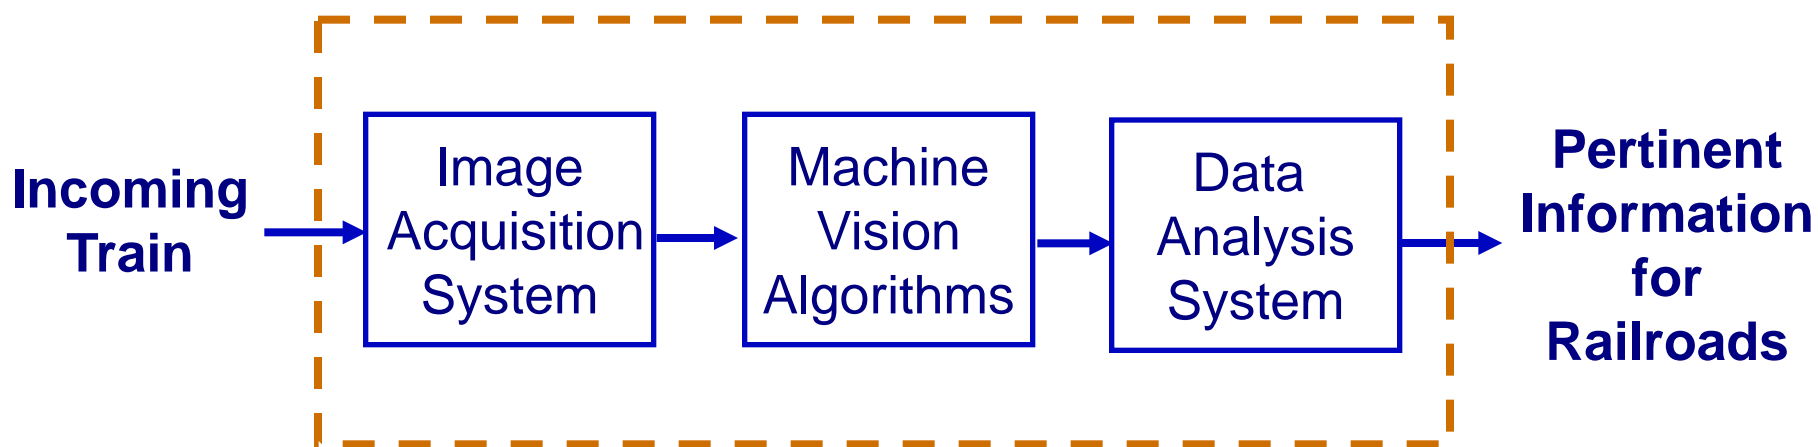 Incoming
Train
Image
Acquisition
System
Machine
Vision
Algorithms
Data
Analysis
System
Pertinent
Information
for
Railroads